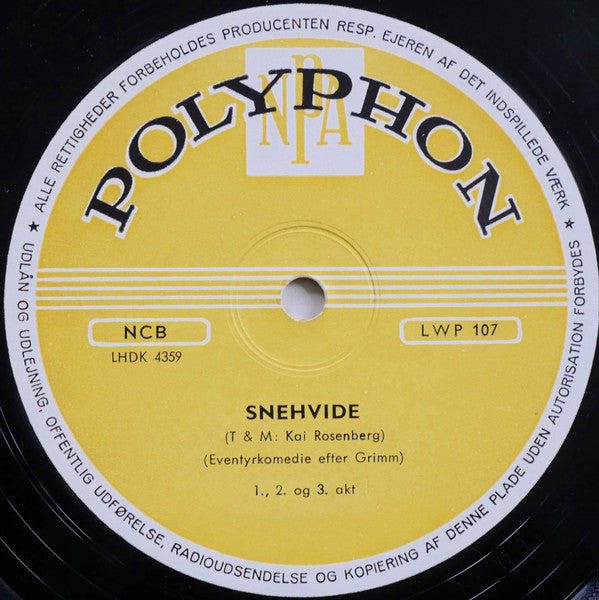 ★ ALLE RETTIGHEDER FORBEHOLDES PRODUCENTEN RESP. EJEREN AF DET INDSPILLEDE VÆRK ★
UDLÅN OG UDLEJNING, OFFENTLIG UDFØRELSE, RADIOUDSENDELSE OG KOPIERING AF DENNE PLADE UDEN AUTORISATION FORBYDES
NPA
POLYPHON
NCB
LHDK 4359
LWP 107
SNEHVIDE
(T & M: Kai Rosenberg)
(Eventyrkomedie efter Grimm)
1., 2. og 3. akt